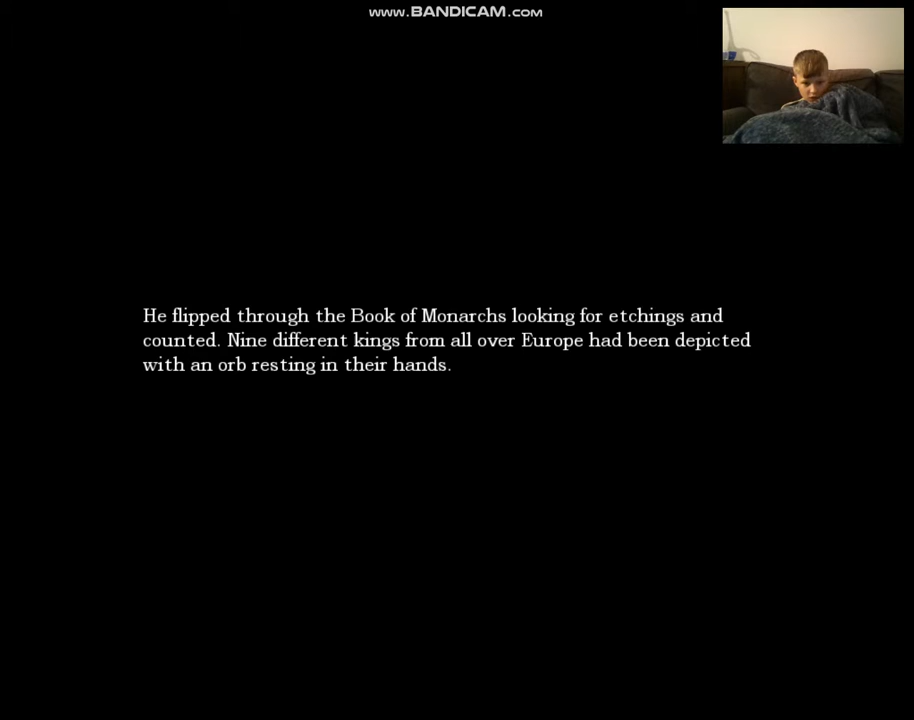 www.BANDICAM.com
He flipped through the Book of Monarchs looking for etchings and
counted. Nine different kings from all over Europe had been depicted
with an orb resting in their hands.